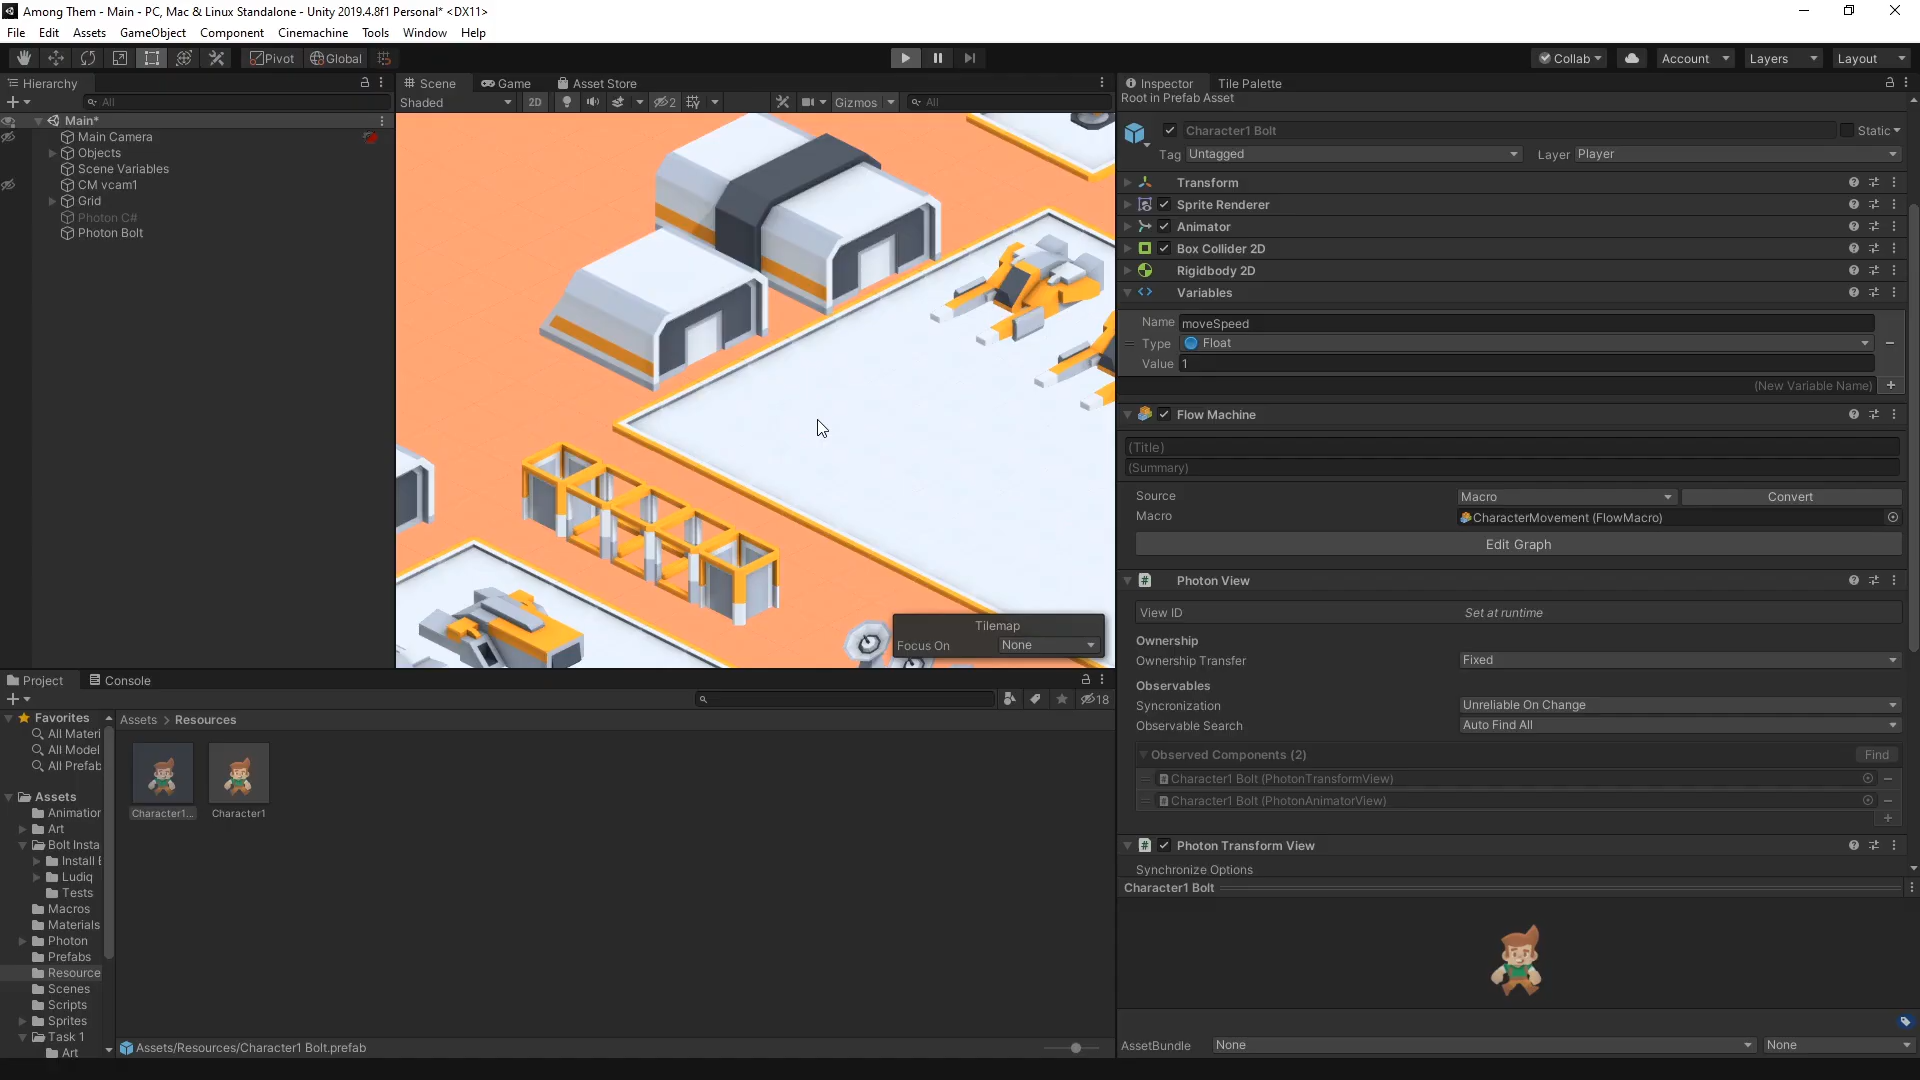 Among Them - Main - PC, Mac & Linux Standalone - Unity 2019.4.8f1 Personal* <DX11>
File Edit Assets GameObject Component Cinemachine Tools Window Help
Pivot Global Collab Account Layers Layout
Hierarchy
All
Main*
Main Camera
Objects
Scene Variables
CM vcam1
Grid
Photon C#
Photon Bolt
Scene Game Asset Store
Shaded 2D 2 Gizmos All
Tilemap
Focus On None
Inspector Tile Palette
Root in Prefab Asset
Character1 Bolt Static
Tag Untagged Layer Player
Transform
Sprite Renderer
Animator
Box Collider 2D
Rigidbody 2D
Variables
Name moveSpeed
Type Float
Value 1
(New Variable Name)
Flow Machine
(Title)
(Summary)
Source Macro Convert
Macro CharacterMovement (FlowMacro)
Edit Graph
Photon View
View ID Set at runtime
Ownership
Ownership Transfer Fixed
Observables
Syncronization Unreliable On Change
Observable Search Auto Find All
Observed Components (2) Find
Character1 Bolt (PhotonTransformView)
Character1 Bolt (PhotonAnimatorView)
Photon Transform View
Synchronize Options
Character1 Bolt
AssetBundle None None
Project Console
18
Favorites
All Materi
All Model
All Prefab
Assets
Animation
Art
Bolt Insta
Install B
Ludiq
Tests
Macros
Materials
Photon
Prefabs
Resource
Scenes
Scripts
Sprites
Task 1
Art
Assets > Resources
Character1... Character1
Assets/Resources/Character1 Bolt.prefab